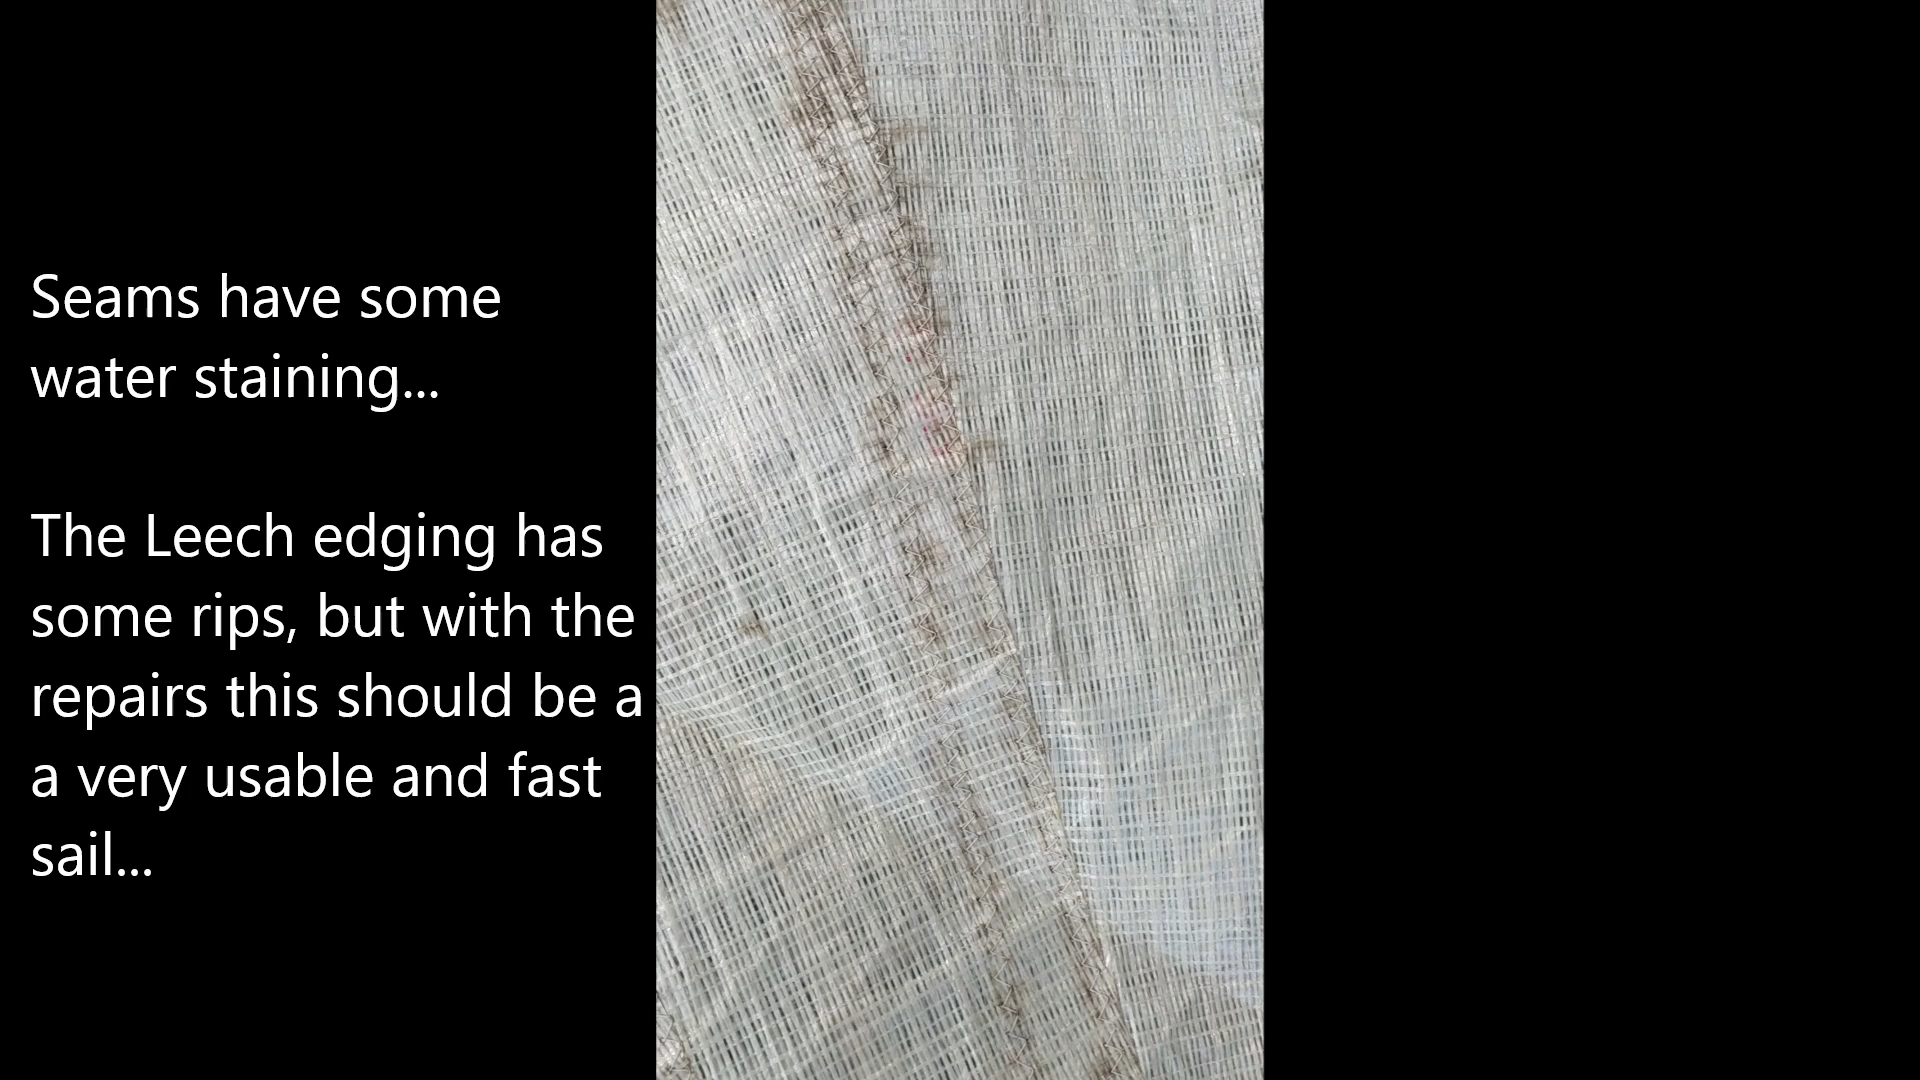 Seams have some
water staining...
The Leech edging has
some rips, but with the
repairs this should be a
a very usable and fast
sail...